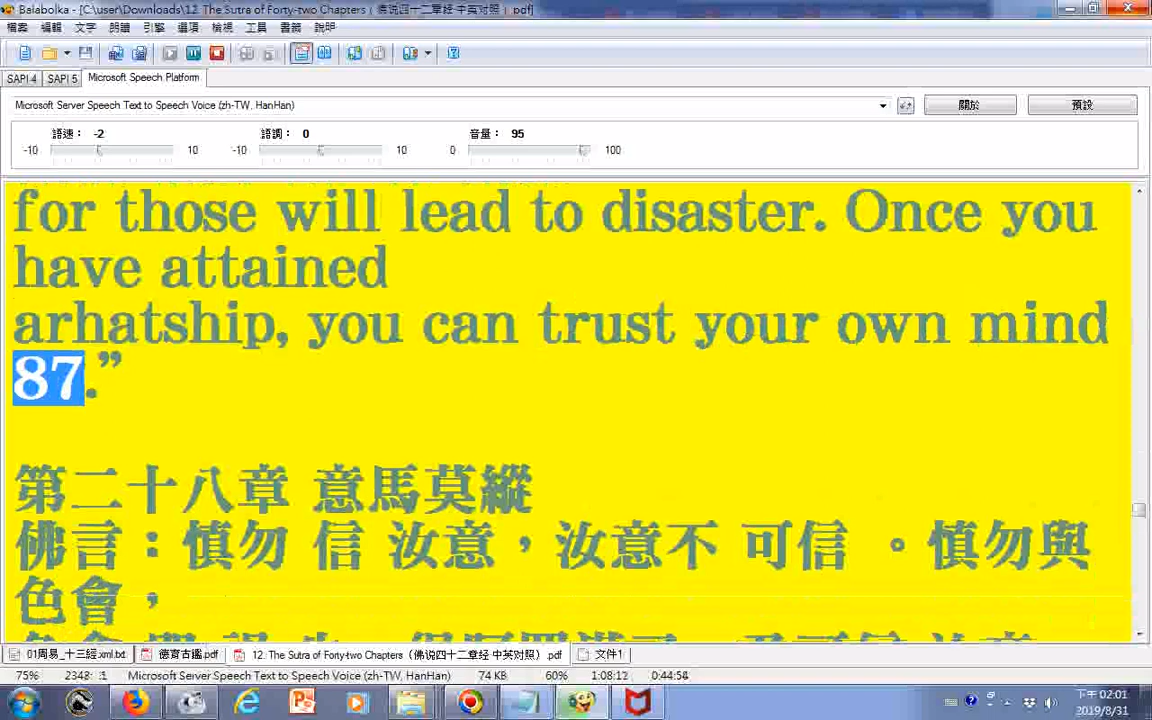 Balabolka - [C:\user\Downloads\12. The Sutra of Forty-two Chapters（佛说四十二章经·中英对照）.pdf]
檔案 編輯 文字 朗讀 引擎 選項 檢視 工具 書籤 說明
SAPI 4 SAPI 5 Microsoft Speech Platform
Microsoft Server Speech Text to Speech Voice (zh-TW, HanHan) 關於 預設
語速： -2 語調： 0 音量： 95
-10 10 -10 10 0 100
for those will lead to disaster. Once you
have attained
arhatship, you can trust your own mind
87.”
第二十八章 意馬莫縱
佛言：慎勿 信 汝意，汝意不 可信 。慎勿與
色會，
01周易_十三經.xml.txt 德育古鑑.pdf 12. The Sutra of Forty-two Chapters（佛说四十二章经·中英对照）.pdf 文件1
75% 2348: 1 Microsoft Server Speech Text to Speech Voice (zh-TW, HanHan) 74 KB 60% 1:08:12 0:44:58
下午 02:01
2019/8/31